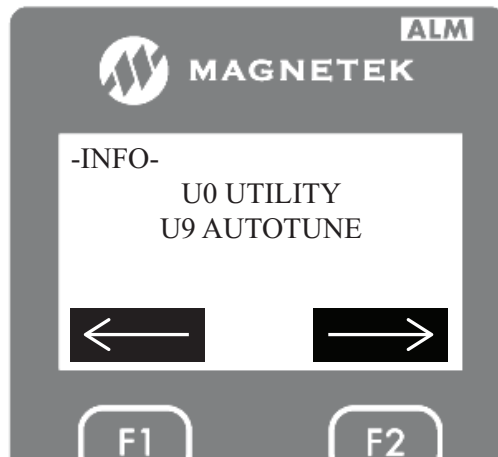 ALM
MAGNETEK
-INFO-
U0 UTILITY
U9 AUTOTUNE
F1
F2